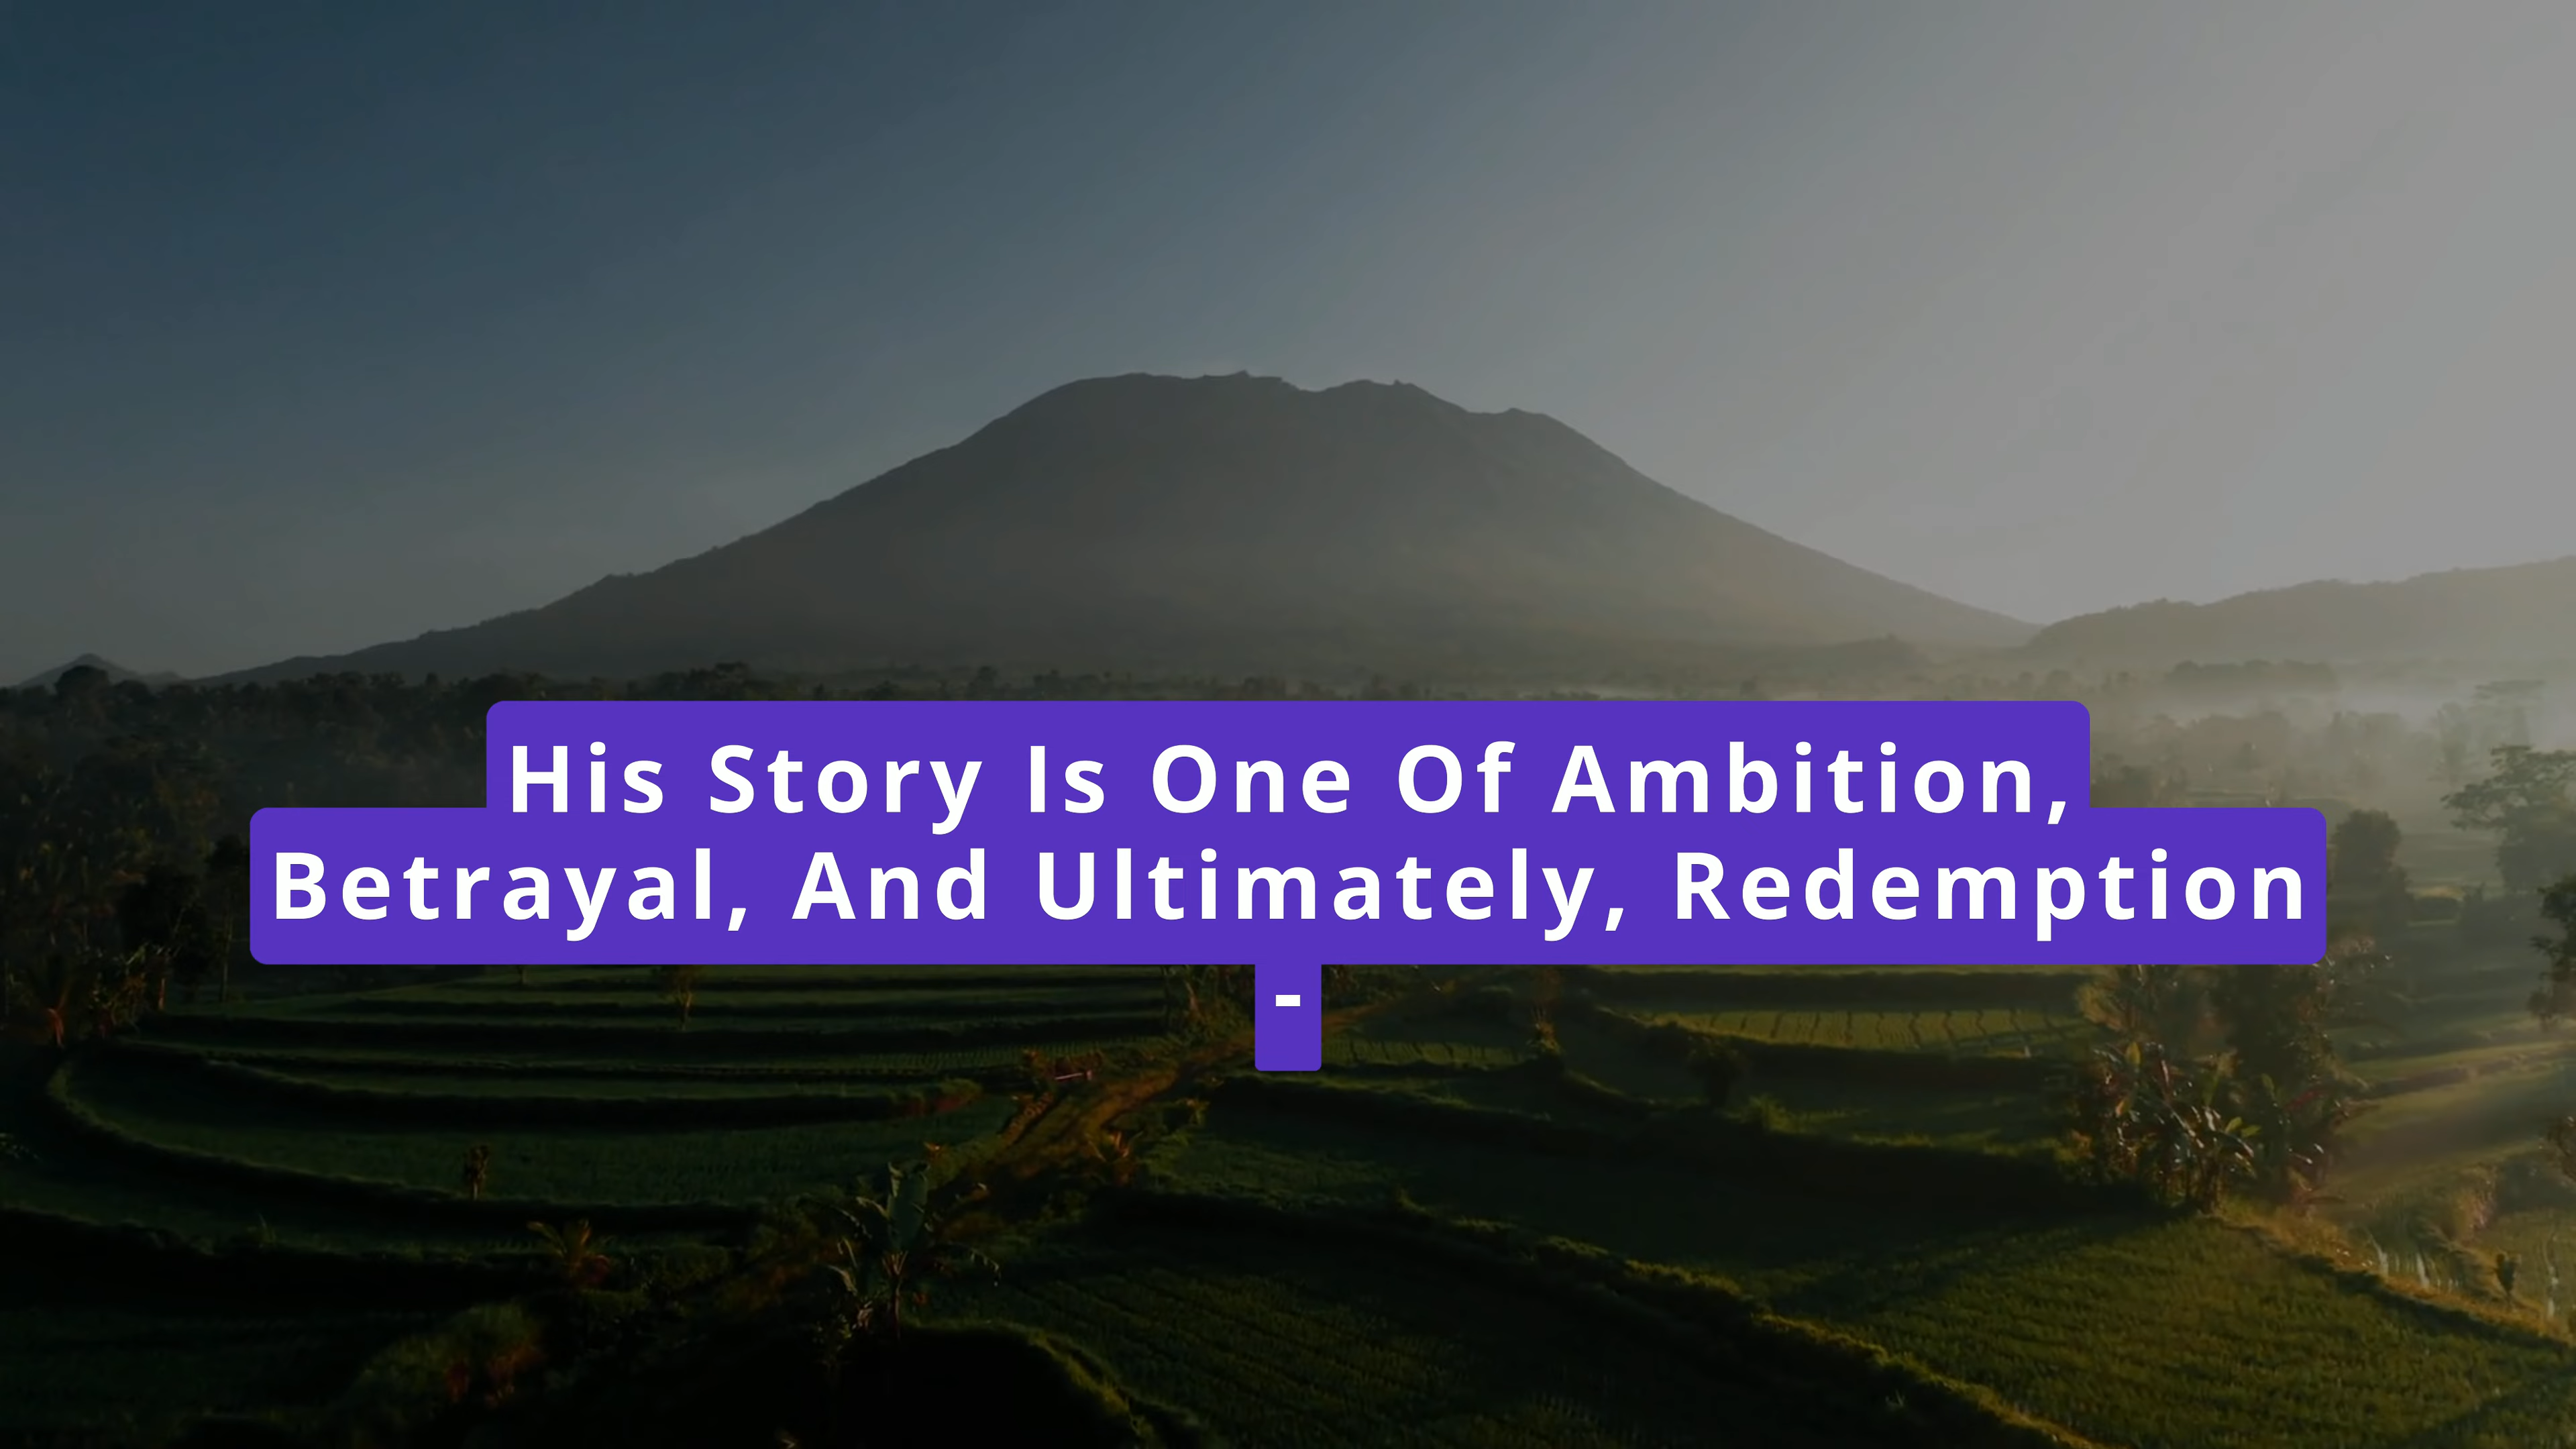 His Story Is One Of Ambition,
Betrayal, And Ultimately, Redemption
-